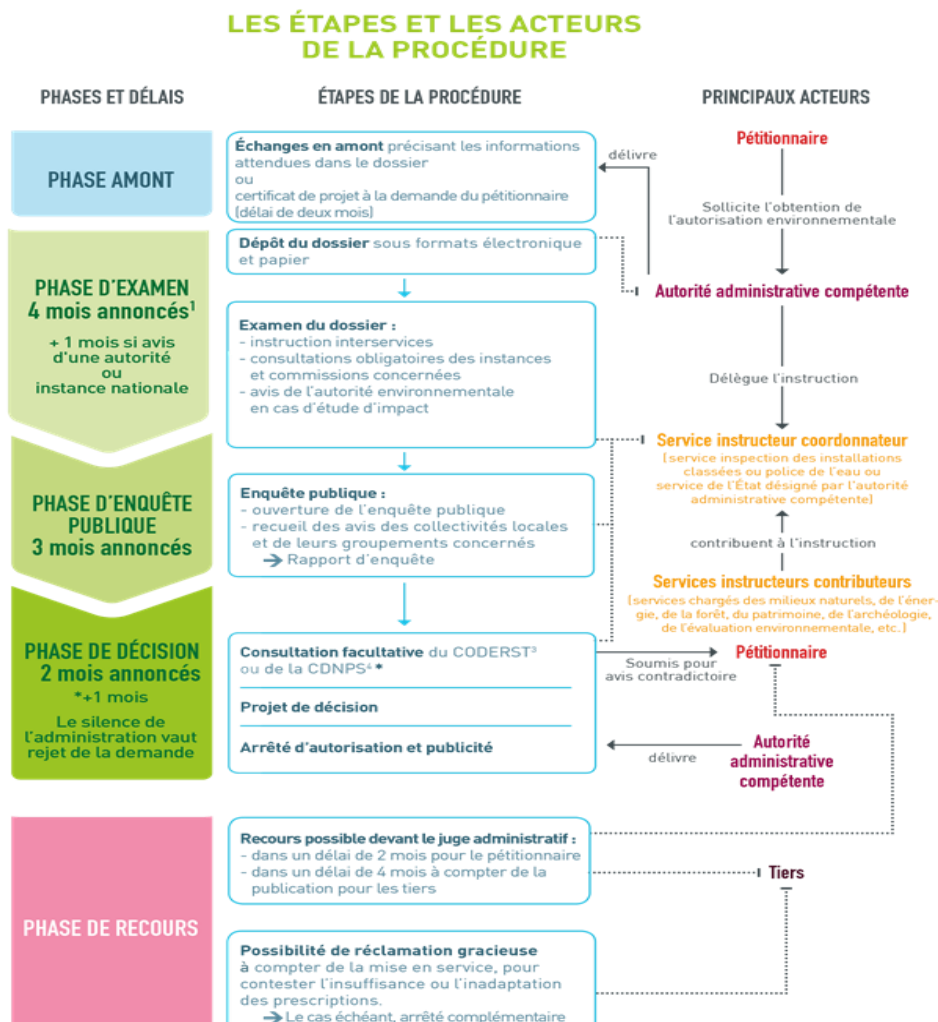 LES ÉTAPES ET LES ACTEURS
DE LA PROCÉDURE
PHASES ET DÉLAIS
ÉTAPES DE LA PROCÉDURE
PRINCIPAUX ACTEURS
PHASE AMONT
Échanges en amont précisant les informations
attendues dans le dossier
ou
certificat de projet à la demande du pétitionnaire
(délai de deux mois)
délivre
Pétitionnaire
Sollicite l'obtention de
l'autorisation environnementale
PHASE D'EXAMEN
4 mois annoncés¹
+ 1 mois si avis
d'une autorité
ou
instance nationale
Dépôt du dossier sous formats électronique
et papier
Autorité administrative compétente
Examen du dossier :
- instruction interservices
- consultations obligatoires des instances
et commissions concernées
- avis de l'autorité environnementale
en cas d'étude d'impact
Délègue l'instruction
Service instructeur coordonnateur
(service inspection des installations
classées ou police de l'eau ou
service de l'État désigné par l'autorité
administrative compétente)
PHASE D'ENQUÊTE
PUBLIQUE
3 mois annoncés
Enquête publique :
- ouverture de l'enquête publique
- recueil des avis des collectivités locales
et de leurs groupements concernés
➔ Rapport d'enquête
contribuent à l'instruction
Services instructeurs contributeurs
(services chargés des milieux naturels, de l'éner-
gie, de la forêt, du patrimoine, de l'archéologie,
de l'évaluation environnementale, etc.)
PHASE DE DÉCISION
2 mois annoncés
*+1 mois
Le silence de
l'administration vaut
rejet de la demande
Consultation facultative du CODERST³
ou de la CDNPS⁴ *
Projet de décision
Arrêté d'autorisation et publicité
Soumis pour
avis contradictoire
Pétitionnaire
délivre
Autorité
administrative
compétente
PHASE DE RECOURS
Recours possible devant le juge administratif :
- dans un délai de 2 mois pour le pétitionnaire
- dans un délai de 4 mois à compter de la
publication pour les tiers
Tiers
Possibilité de réclamation gracieuse
à compter de la mise en service, pour
contester l'insuffisance ou l'inadaptation
des prescriptions.
➔ Le cas échéant, arrêté complémentaire